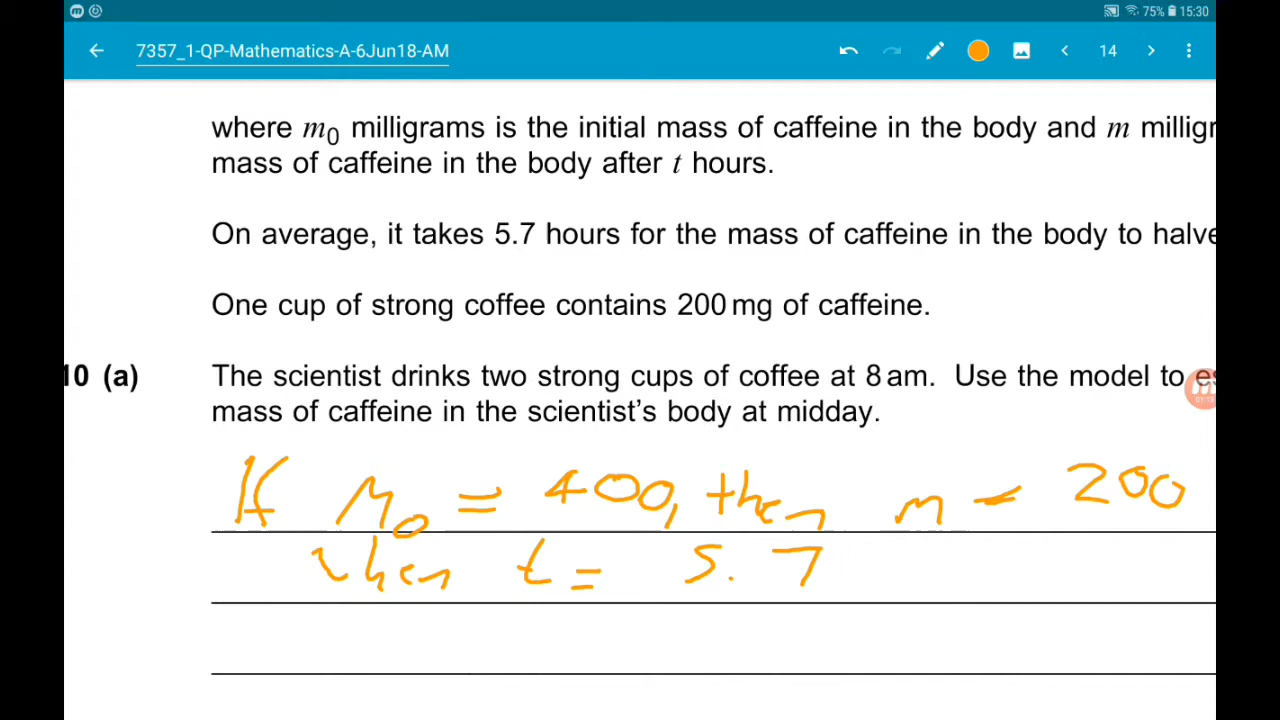 75% 15:30
7357_1-QP-Mathematics-A-6Jun18-AM 14
where m0 milligrams is the initial mass of caffeine in the body and m milligr
mass of caffeine in the body after t hours.
On average, it takes 5.7 hours for the mass of caffeine in the body to halve
One cup of strong coffee contains 200 mg of caffeine.
10 (a) The scientist drinks two strong cups of coffee at 8 am. Use the model to es
mass of caffeine in the scientist's body at midday.
If M0 = 400, then m = 200
when t = 5.7